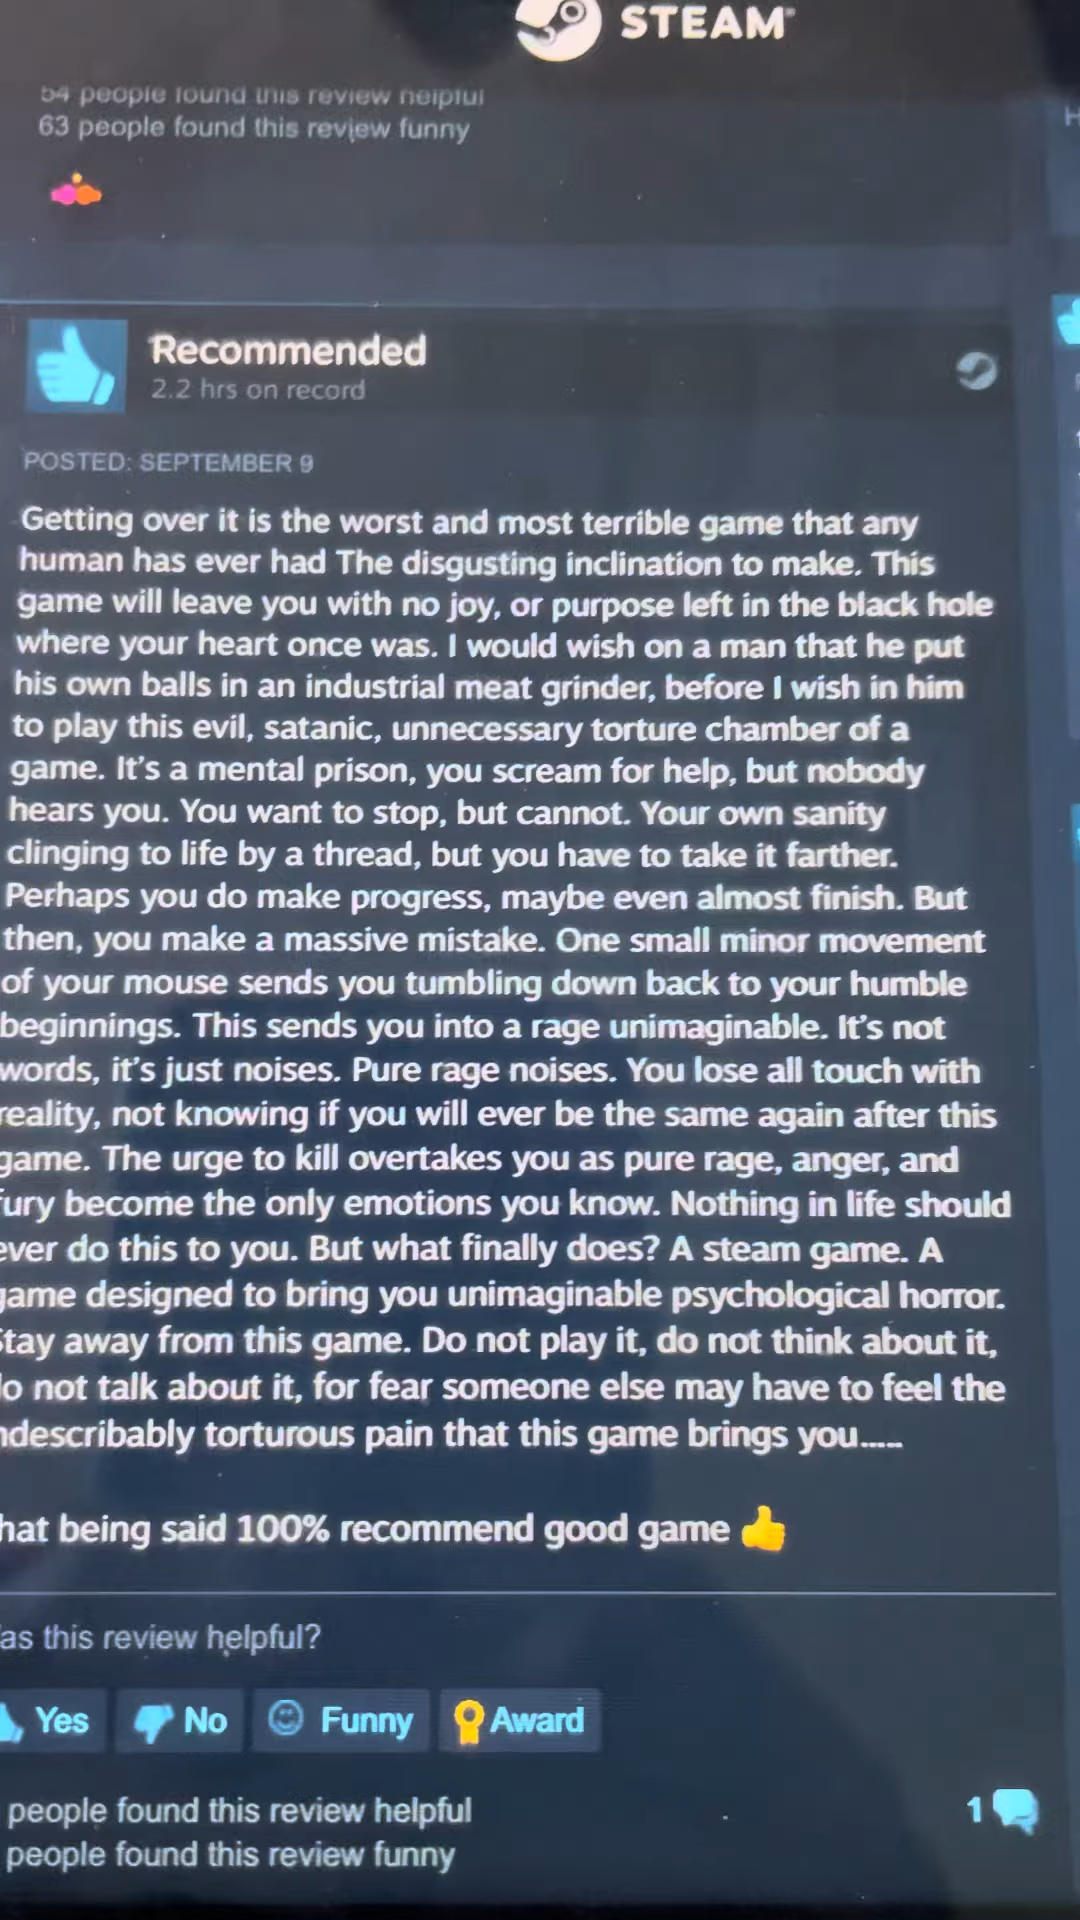 STEAM
54 people found this review helpful
63 people found this review funny
Recommended
2.2 hrs on record
POSTED: SEPTEMBER 9
Getting over it is the worst and most terrible game that any
human has ever had The disgusting inclination to make. This
game will leave you with no joy, or purpose left in the black hole
where your heart once was. I would wish on a man that he put
his own balls in an industrial meat grinder, before I wish in him
to play this evil, satanic, unnecessary torture chamber of a
game. It's a mental prison, you scream for help, but nobody
hears you. You want to stop, but cannot. Your own sanity
clinging to life by a thread, but you have to take it farther.
Perhaps you do make progress, maybe even almost finish. But
then, you make a massive mistake. One small minor movement
of your mouse sends you tumbling down back to your humble
beginnings. This sends you into a rage unimaginable. It's not
words, it's just noises. Pure rage noises. You lose all touch with
reality, not knowing if you will ever be the same again after this
game. The urge to kill overtakes you as pure rage, anger, and
fury become the only emotions you know. Nothing in life should
ever do this to you. But what finally does? A steam game. A
game designed to bring you unimaginable psychological horror.
Stay away from this game. Do not play it, do not think about it,
do not talk about it, for fear someone else may have to feel the
ndescribably torturous pain that this game brings you.....
hat being said 100% recommend good game 👍
as this review helpful?
Yes No Funny Award
people found this review helpful
1
people found this review funny